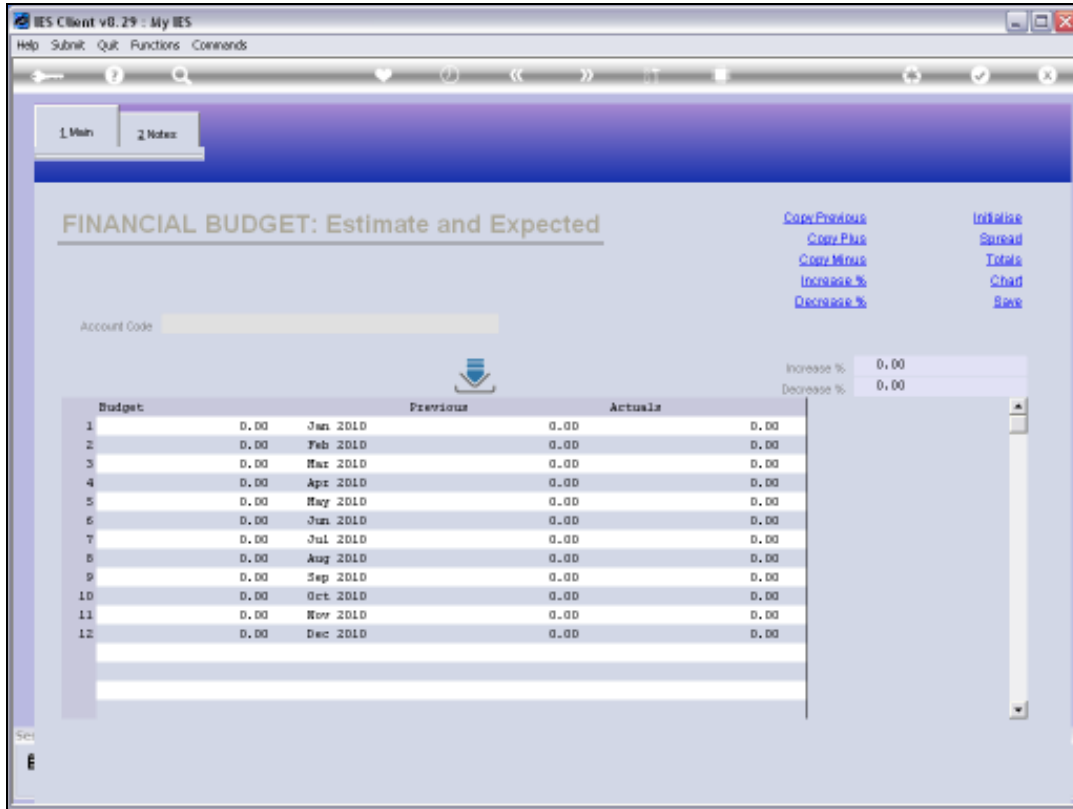 IES Client v8.29 : My IES
Help Submit Quit Functions Commands
1 Main 2 Notes
FINANCIAL BUDGET: Estimate and Expected
Copy Previous Initialise
Copy Plus Spread
Copy Minus Totals
Increase % Chart
Decrease % Save
Account Code
Increase % 0.00
Decrease % 0.00
Budget Previous Actuals
1 0.00 Jan 2010 0.00 0.00
2 0.00 Feb 2010 0.00 0.00
3 0.00 Mar 2010 0.00 0.00
4 0.00 Apr 2010 0.00 0.00
5 0.00 May 2010 0.00 0.00
6 0.00 Jun 2010 0.00 0.00
7 0.00 Jul 2010 0.00 0.00
8 0.00 Aug 2010 0.00 0.00
9 0.00 Sep 2010 0.00 0.00
10 0.00 Oct 2010 0.00 0.00
11 0.00 Nov 2010 0.00 0.00
12 0.00 Dec 2010 0.00 0.00